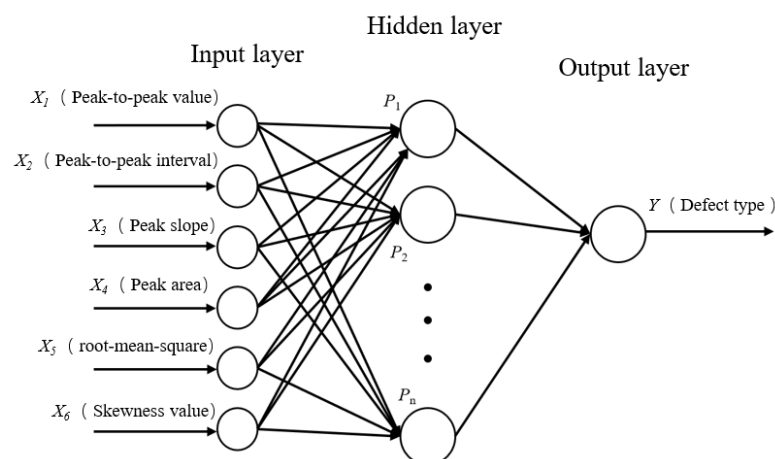 Hidden layer
Input layer
Output layer
X1 ( Peak-to-peak value)
P1
X2 ( Peak-to-peak interval)
X3 ( Peak slope)
Y ( Defect type )
P2
X4 ( Peak area)
X5 ( root-mean-square)
Pn
X6 ( Skewness value)